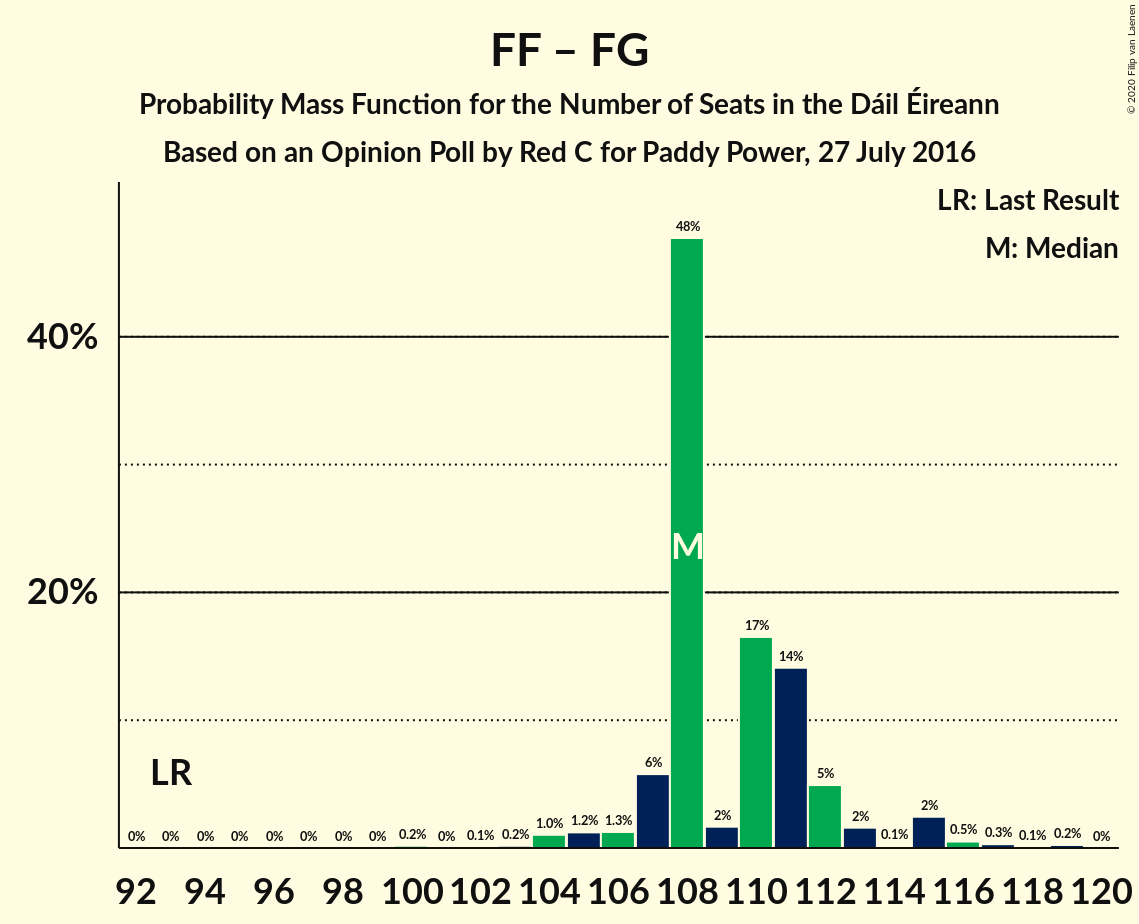 FF – FG
Probability Mass Function for the Number of Seats in the Dáil Éireann
Based on an Opinion Poll by Red C for Paddy Power, 27 July 2016
© 2020 Filip van Laenen
LR: Last Result
M: Median
48%
40%
M
20%
17%
14%
LR
6%
5%
0% 0% 0% 0% 0% 0% 0% 0% 0.2% 0% 0.1% 0.2% 1.0% 1.2% 1.3% 2% 2% 0.1% 2% 0.5% 0.3% 0.1% 0.2% 0%
92 94 96 98 100 102 104 106 108 110 112 114 116 118 120